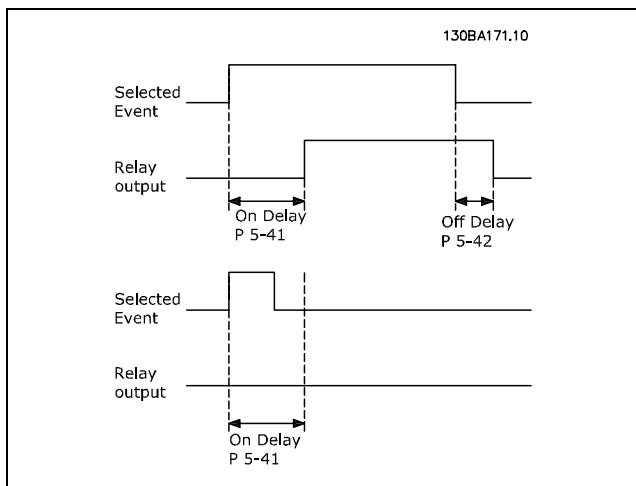 130BA171.10
Selected
Event
Relay
output
On Delay
P 5-41
Off Delay
P 5-42
Selected
Event
Relay
output
On Delay
P 5-41